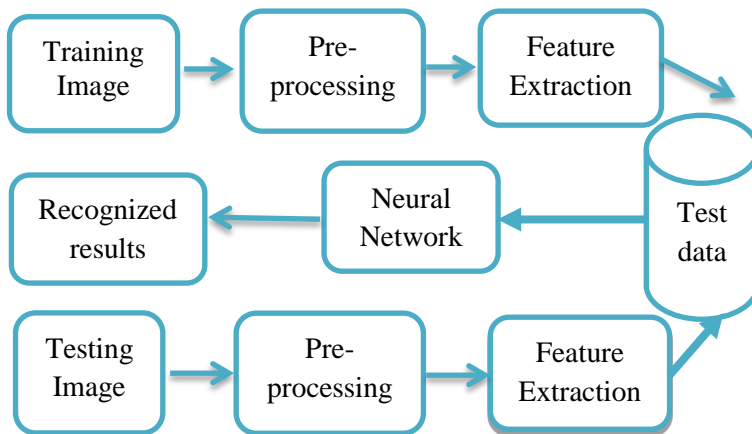 Training
Image
Pre-
processing
Feature
Extraction
Recognized
results
Neural
Network
Test
data
Testing
Image
Pre-
processing
Feature
Extraction